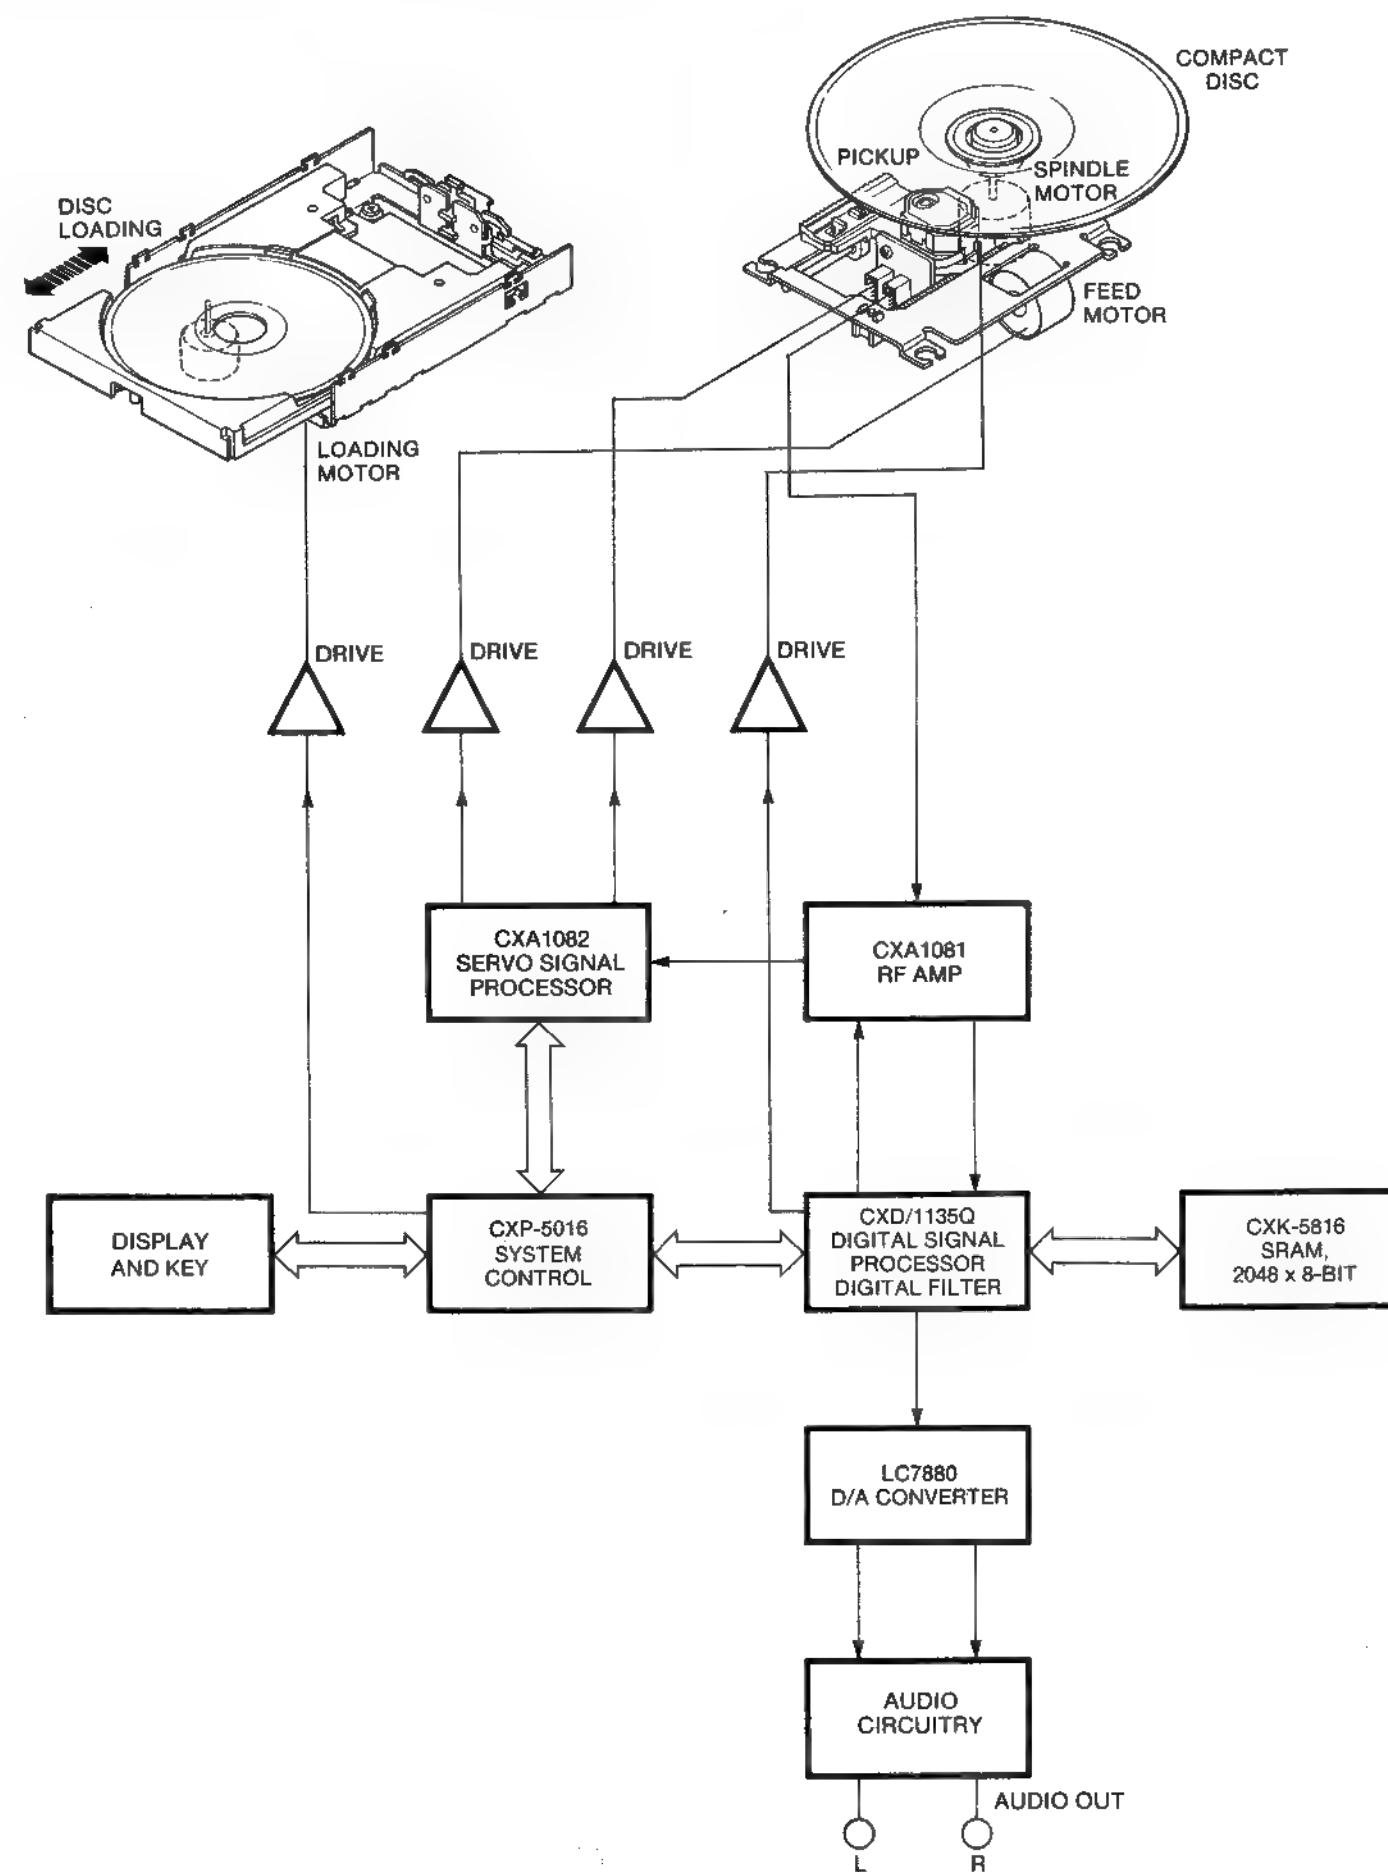 COMPACT
DISC
PICKUP
SPINDLE
MOTOR
DISC
LOADING
FEED
MOTOR
LOADING
MOTOR
DRIVE
DRIVE
DRIVE
DRIVE
CXA1082
SERVO SIGNAL
PROCESSOR
CXA1081
RF AMP
DISPLAY
AND KEY
CXP-5016
SYSTEM
CONTROL
CXD/1135Q
DIGITAL SIGNAL
PROCESSOR
DIGITAL FILTER
CXK-5816
SRAM,
2048 x 8-BIT
LC7880
D/A CONVERTER
AUDIO
CIRCUITRY
AUDIO OUT
L
R